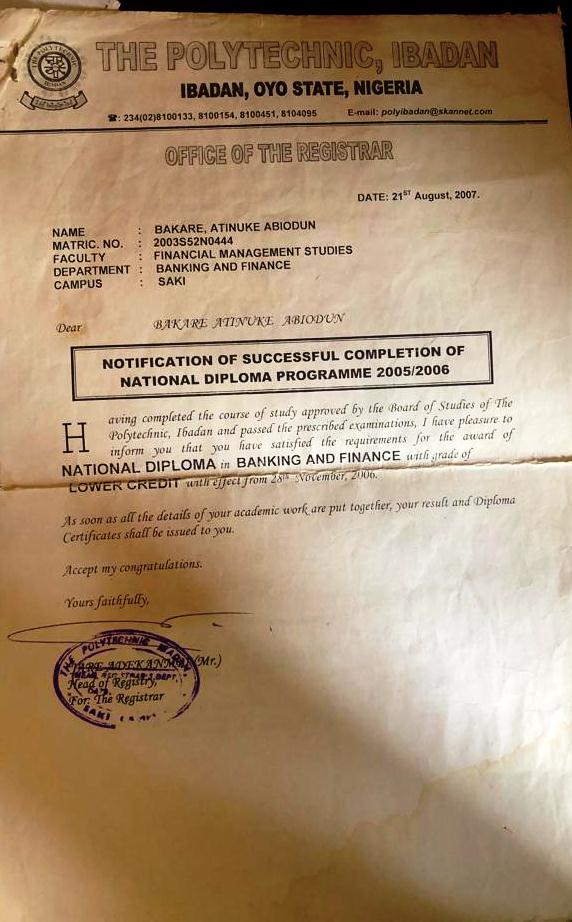 THE POLYTECHNIC, IBADAN
IBADAN, OYO STATE, NIGERIA
☎: 234(02)8100133, 8100154, 8100451, 8104095 E-mail: polyibadan@skannet.com
OFFICE OF THE REGISTRAR
DATE: 21ST August, 2007.
NAME : BAKARE, ATINUKE ABIODUN
MATRIC. NO. : 2003S52N0444
FACULTY : FINANCIAL MANAGEMENT STUDIES
DEPARTMENT : BANKING AND FINANCE
CAMPUS : SAKI
Dear BAKARE ATINUKE ABIODUN
NOTIFICATION OF SUCCESSFUL COMPLETION OF
NATIONAL DIPLOMA PROGRAMME 2005/2006
Having completed the course of study approved by the Board of Studies of The
Polytechnic, Ibadan and passed the prescribed examinations, I have pleasure to
inform you that you have satisfied the requirements for the award of
NATIONAL DIPLOMA in BANKING AND FINANCE with grade of
LOWER CREDIT with effect from 28th November, 2006.
As soon as all the details of your academic work are put together, your result and Diploma
Certificates shall be issued to you.
Accept my congratulations.
Yours faithfully,
THE POLYTECHNIC
(Mr.)
Head of Registry,
For: The Registrar
SAKI